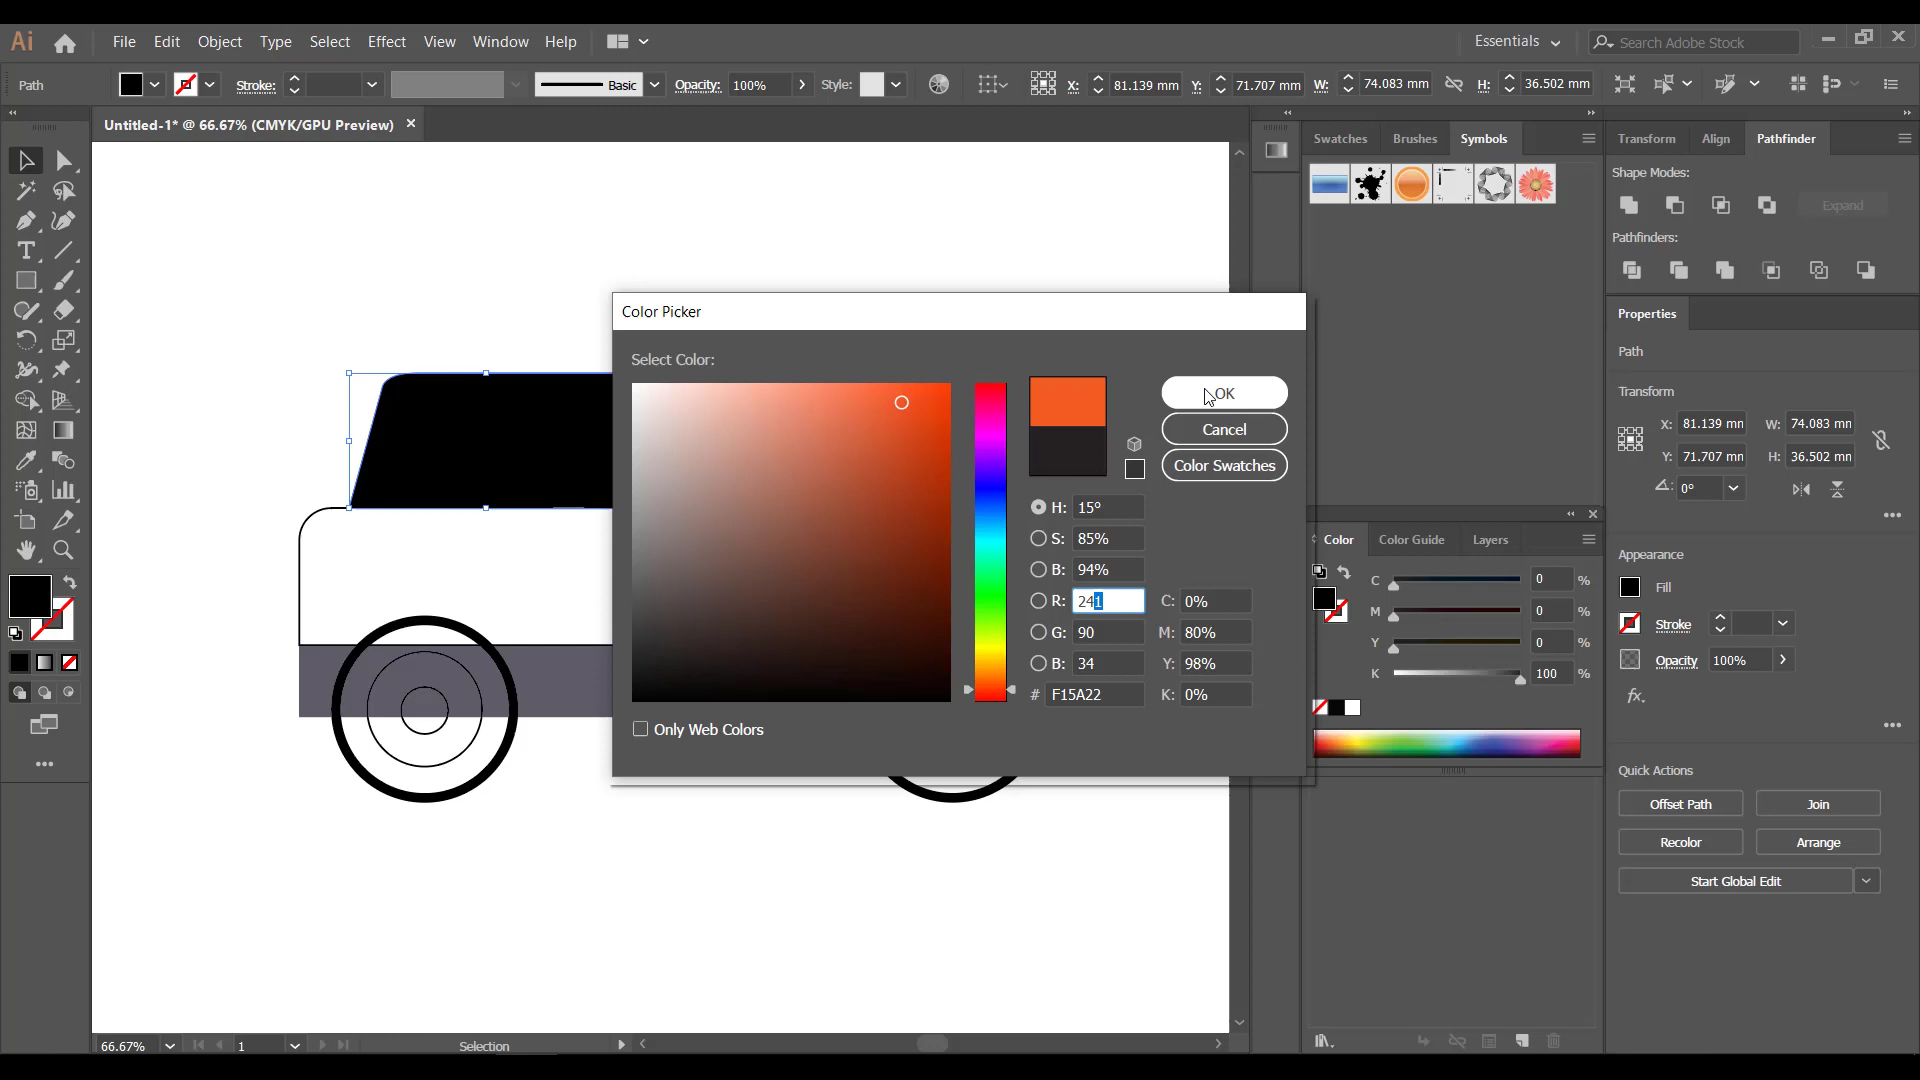 Ai File Edit Object Type Select Effect View Window Help Essentials Search Adobe Stock
Path Stroke: Basic Opacity: 100% Style: X: 81.139 mm Y: 71.707 mm W: 74.083 mm H: 36.502 mm
Untitled-1* @ 66.67% (CMYK/GPU Preview)
Swatches Brushes Symbols
Transform Align Pathfinder
Shape Modes:
Expand
Pathfinders:
Properties
Path
Transform
X: 81.139 mm W: 74.083 mm
Y: 71.707 mm H: 36.502 mm
0°
Appearance
Fill
Stroke
Opacity 100%
fx.
Quick Actions
Offset Path Join
Recolor Arrange
Start Global Edit
Color Picker
Select Color:
OK
Cancel
Color Swatches
H: 15°
S: 85%
B: 94%
R: 241 C: 0%
G: 90 M: 80%
B: 34 Y: 98%
# F15A22 K: 0%
Only Web Colors
Color Color Guide Layers
C 0 %
M 0 %
Y 0 %
K 100 %
66.67% 1 Selection